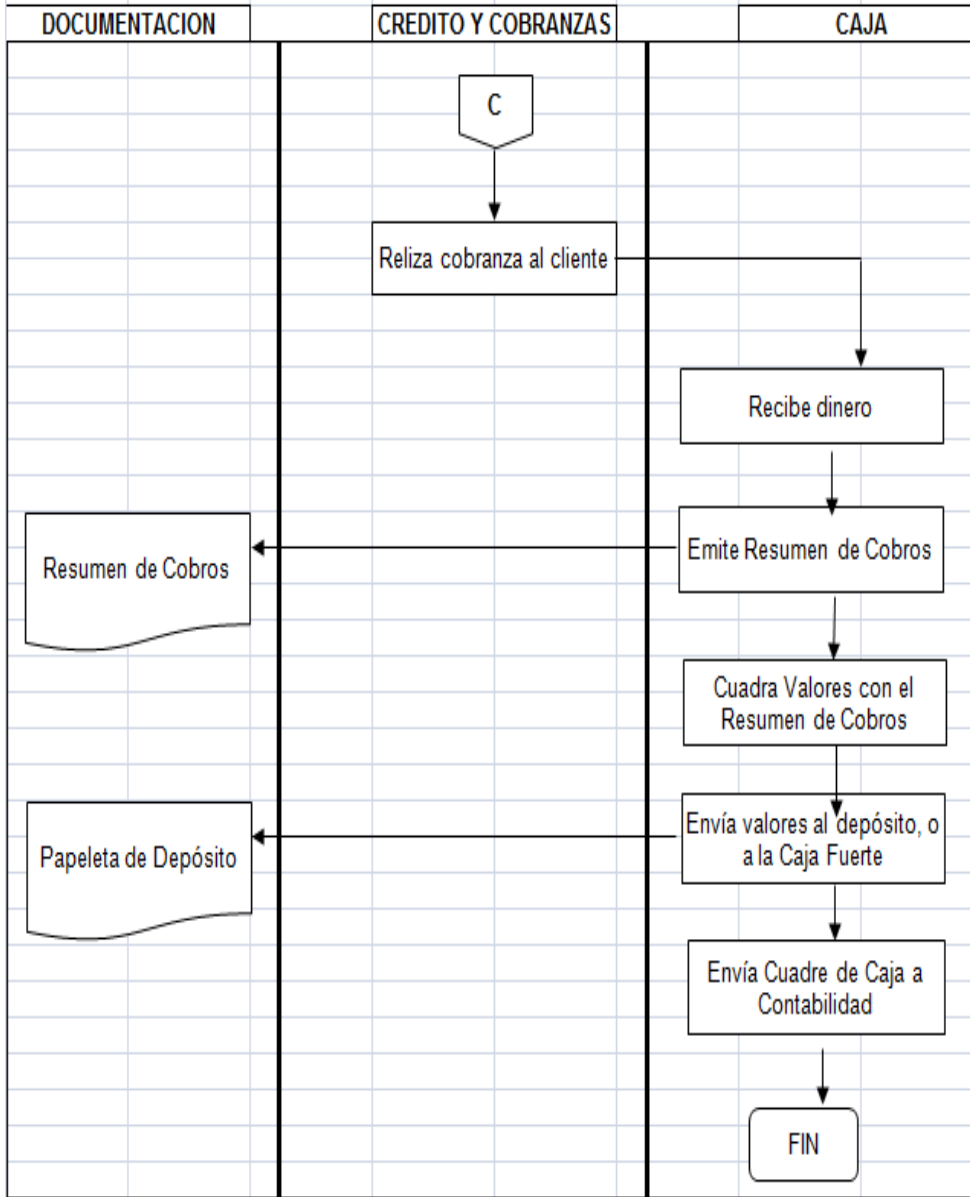 DOCUMENTACION
CREDITO Y COBRANZAS
CAJA
C
Reliza cobranza al cliente
Recibe dinero
Resumen de Cobros
Emite Resumen de Cobros
Cuadra Valores con el
Resumen de Cobros
Papeleta de Depósito
Envía valores al depósito, o
a la Caja Fuerte
Envía Cuadre de Caja a
Contabilidad
FIN